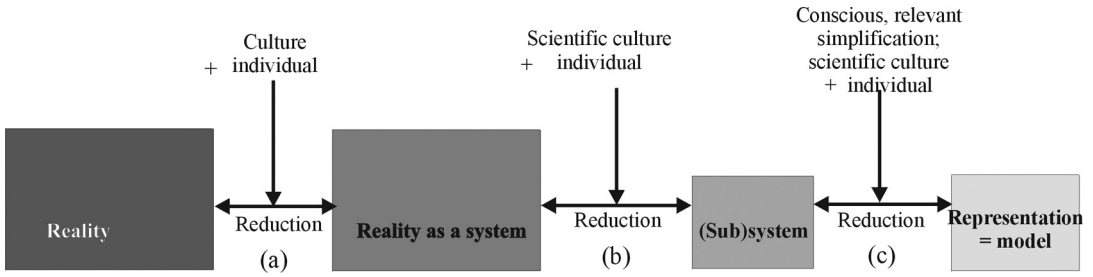 Culture
+ individual
Scientific culture
+ individual
Conscious, relevant
simplification;
scientific culture
+ individual
Reality
Reduction
(a)
Reality as a system
Reduction
(b)
(Sub)system
Reduction
(c)
Representation
= model